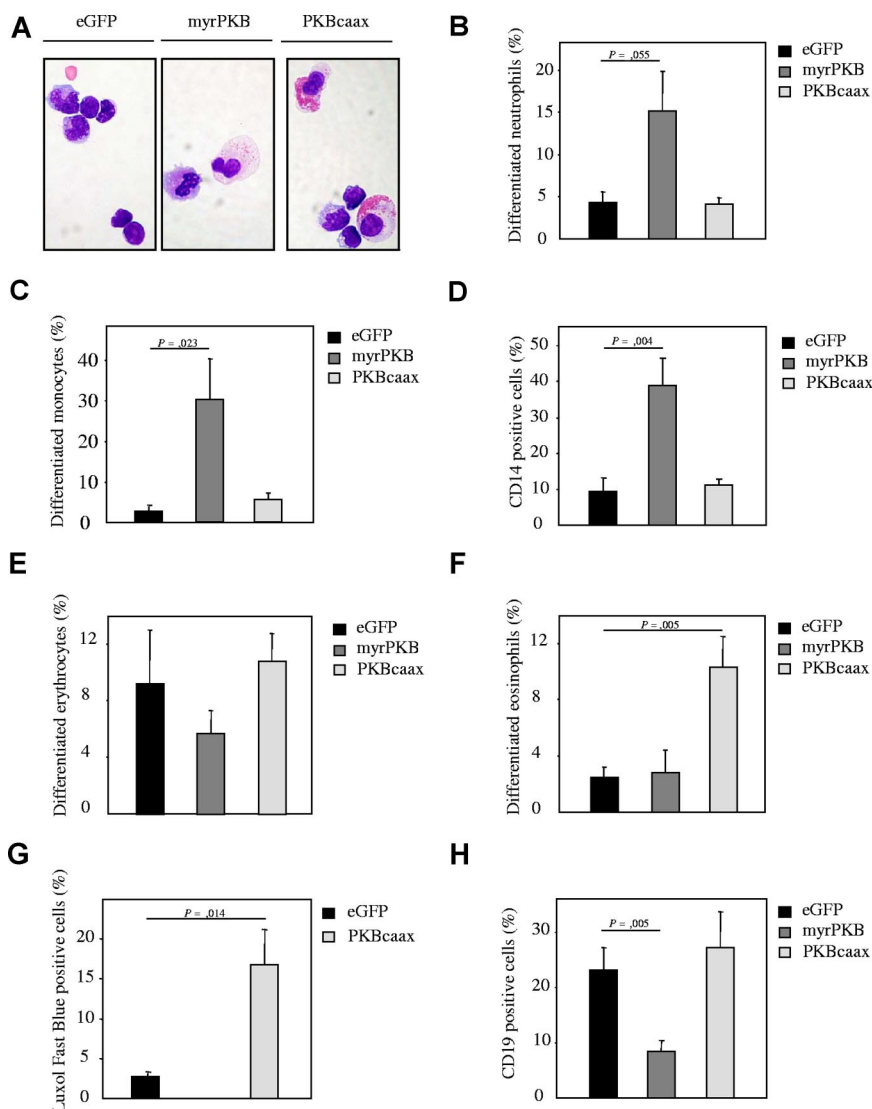 A
eGFP myrPKB PKBcaax
B
Differentiated neutrophils (%)
20
15
10
5
0
P = ,055
eGFP
myrPKB
PKBcaax
C
Differentiated monocytes (%)
40
30
20
10
0
P = ,023
eGFP
myrPKB
PKBcaax
D
CD14 positive cells (%)
50
40
30
20
10
0
P = ,004
eGFP
myrPKB
PKBcaax
E
Differentiated erythrocytes (%)
12
8
4
0
eGFP
myrPKB
PKBcaax
F
Differentiated eosinophils (%)
12
8
4
0
P = ,005
eGFP
myrPKB
PKBcaax
G
Luxol Fast Blue positive cells (%)
20
15
10
5
0
P = ,014
eGFP
PKBcaax
H
CD19 positive cells (%)
30
20
10
0
P = ,005
eGFP
myrPKB
PKBcaax